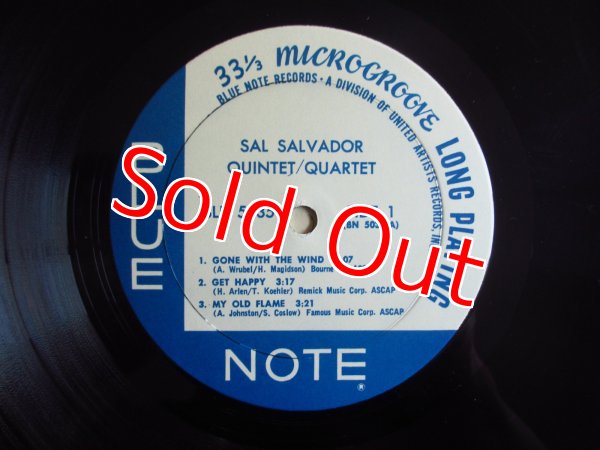 33⅓ MICROGROOVE LONG PLAYING
BLUE NOTE RECORDS • A DIVISION OF UNITED ARTISTS RECORDS, IN
SAL SALVADOR
QUINTET/QUARTET
1
A)
1. GONE WITH THE WIND
(A. Wrubel/H. Magidson) Bourne
2. GET HAPPY 3:17
(H. Arlen/T. Koehler) Remick Music Corp. ASCAP
3. MY OLD FLAME 3:21
(A. Johnston/S. Coslow) Famous Music Corp. ASCAP
BLUE
NOTE®
Sold Out